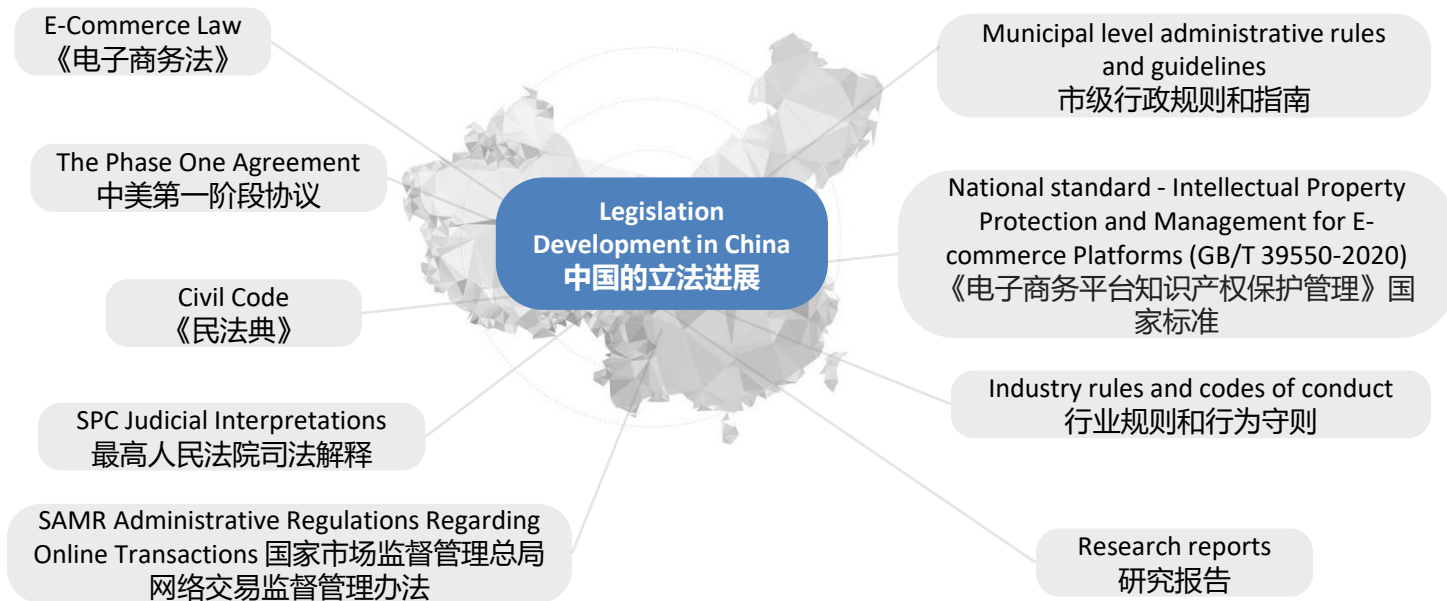 E-Commerce Law
《电子商务法》
The Phase One Agreement
中美第一阶段协议
Civil Code
《民法典》
SPC Judicial Interpretations
最高人民法院司法解释
SAMR Administrative Regulations Regarding
Online Transactions 国家市场监督管理总局
网络交易监督管理办法
Legislation
Development in China
中国的立法进展
Municipal level administrative rules
and guidelines
市级行政规则和指南
National standard - Intellectual Property
Protection and Management for E-
commerce Platforms (GB/T 39550-2020)
《电子商务平台知识产权保护管理》国
家标准
Industry rules and codes of conduct
行业规则和行为守则
Research reports
研究报告